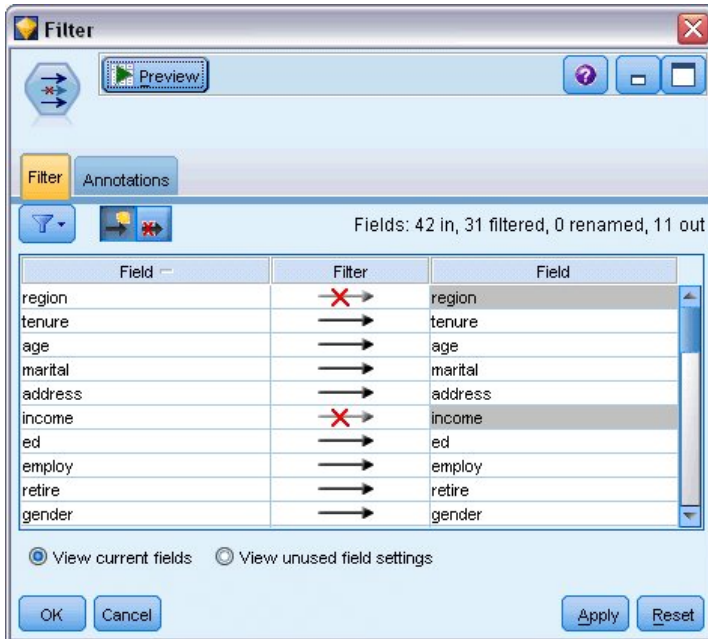 Filter
Preview
Filter Annotations
Fields: 42 in, 31 filtered, 0 renamed, 11 out
Field Filter Field
region region
tenure tenure
age age
marital marital
address address
income income
ed ed
employ employ
retire retire
gender gender
View current fields View unused field settings
OK Cancel Apply Reset